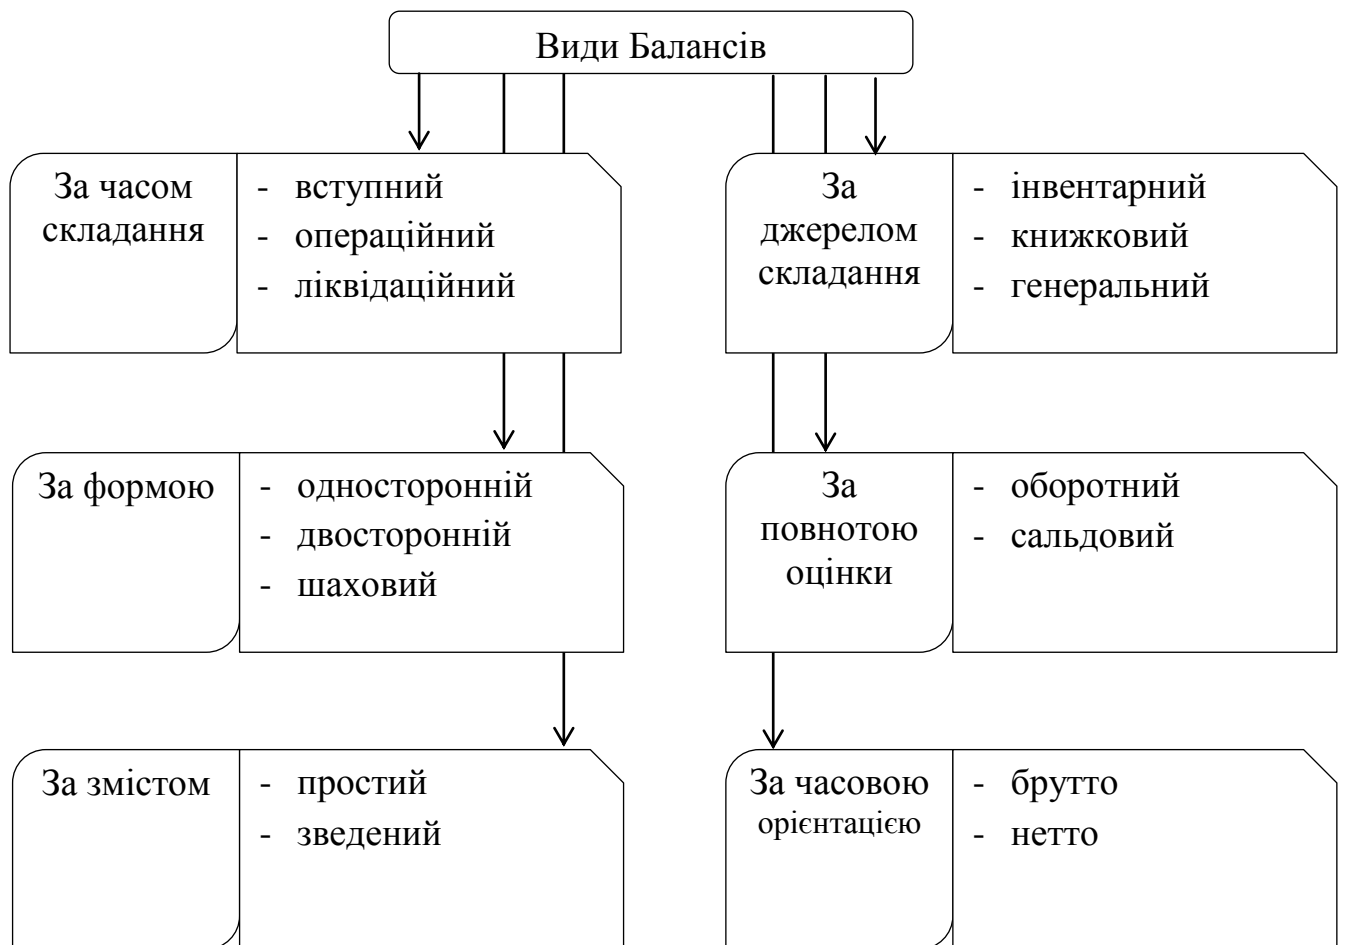 Види Балансів
За часом
складання
- вступний
- операційний
- ліквідаційний
За
джерелом
складання
- інвентарний
- книжковий
- генеральний
За формою
- односторонній
- двосторонній
- шаховий
За
повнотою
оцінки
- оборотний
- сальдовий
За змістом
- простий
- зведений
За часовою
орієнтацією
- брутто
- нетто